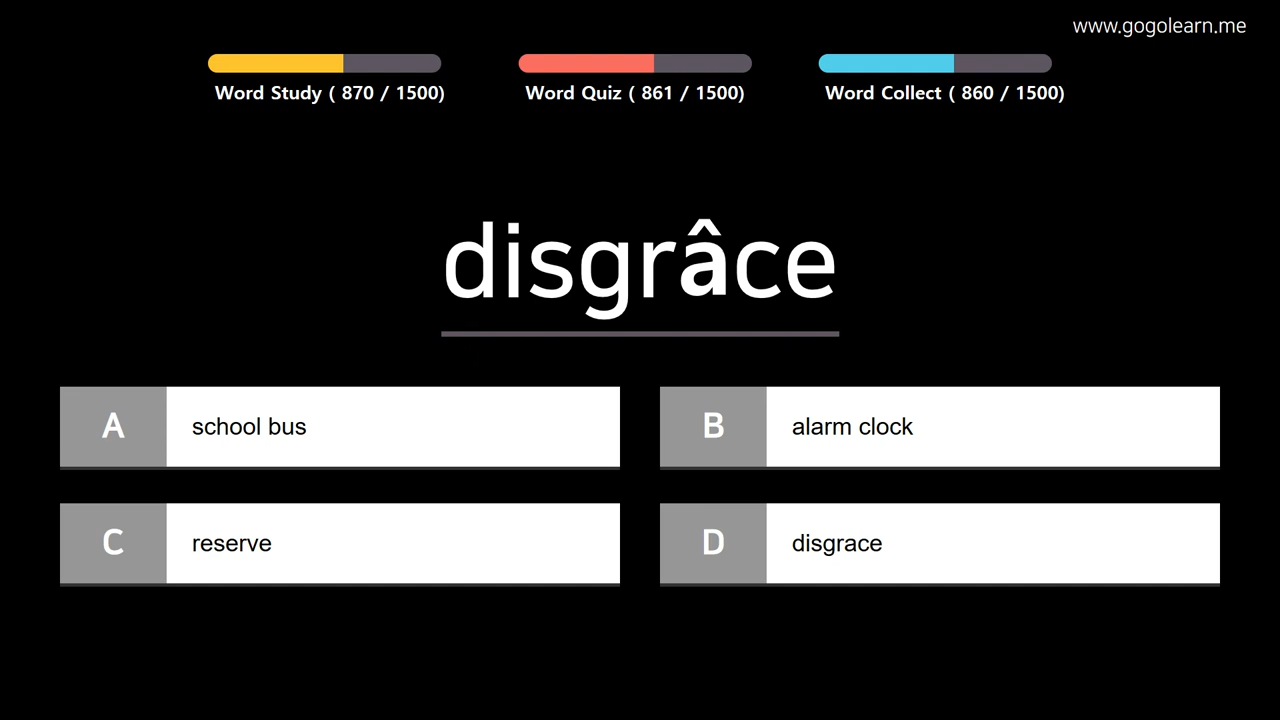 www.gogolearn.me
Word Study ( 870 / 1500)
Word Quiz ( 861 / 1500)
Word Collect ( 860 / 1500)
disgrâce
A school bus
B alarm clock
C reserve
D disgrace